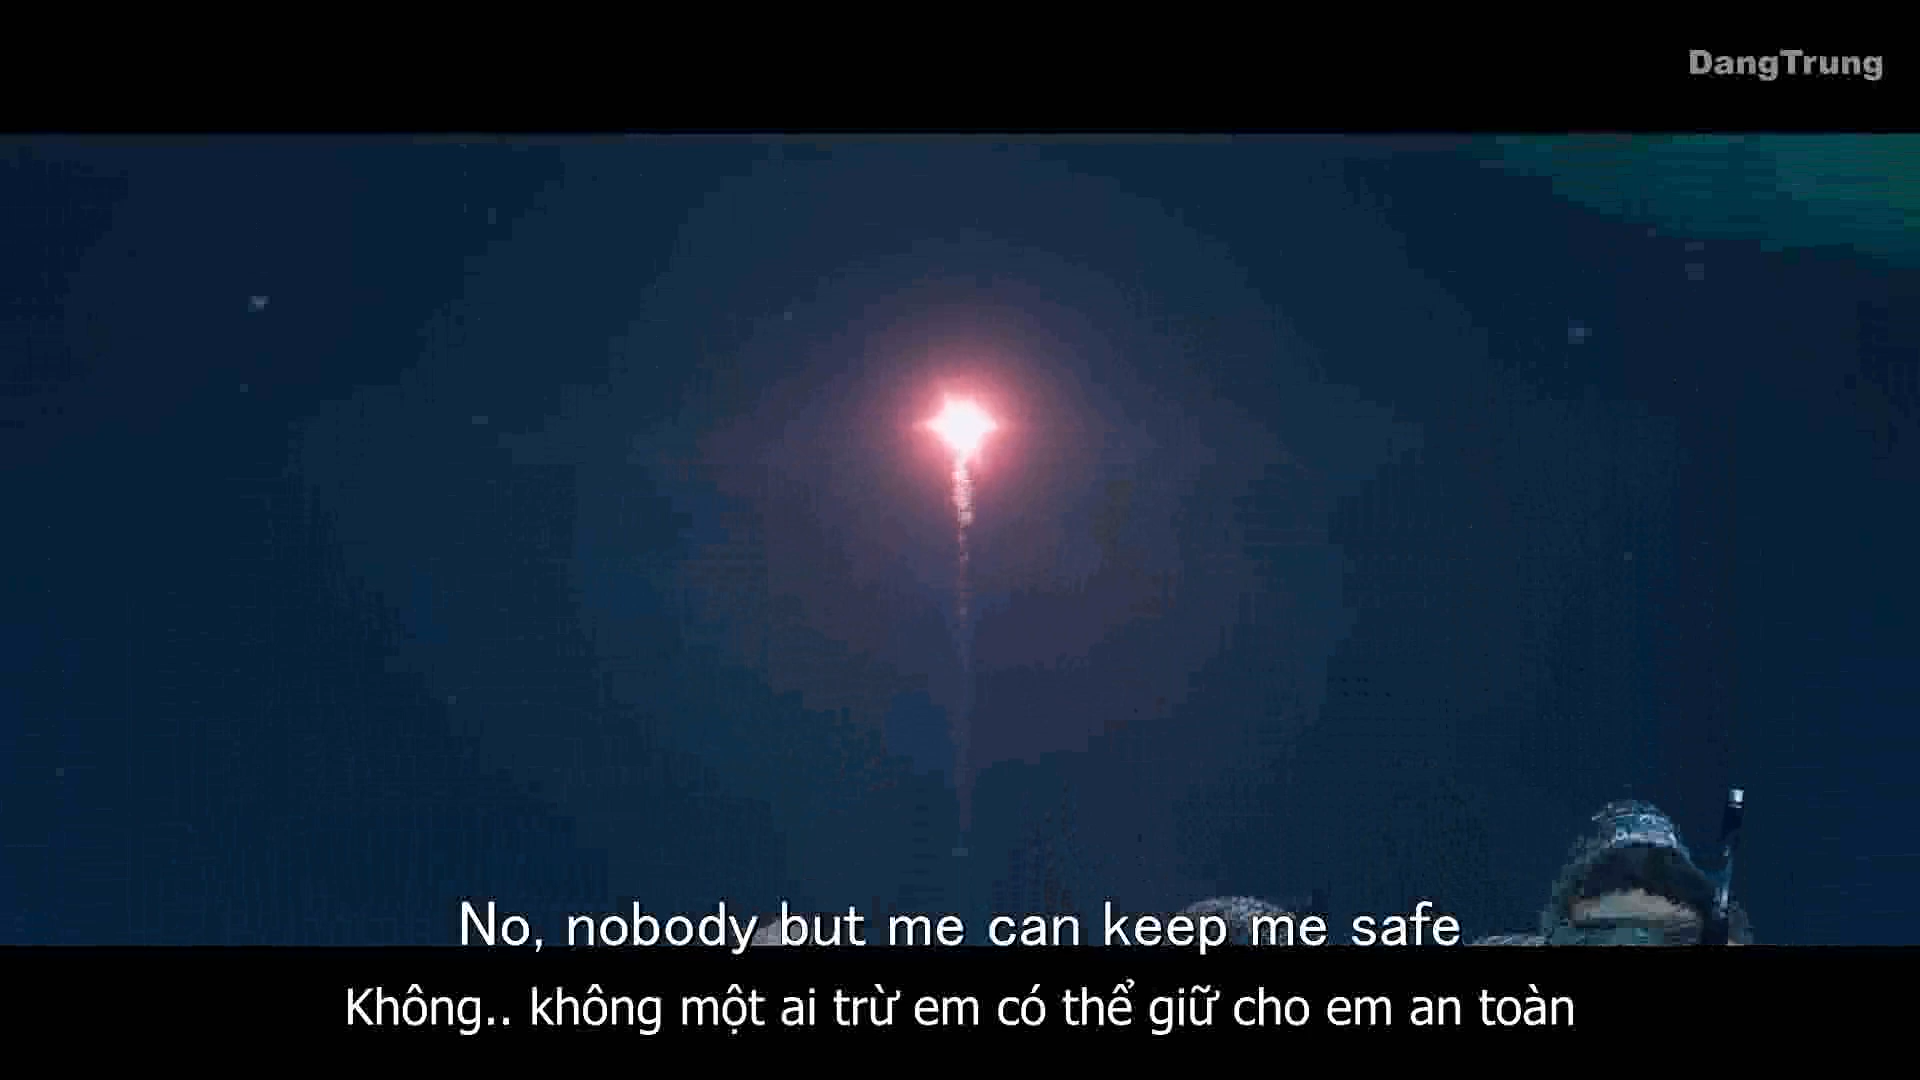 DangTrung
No, nobody but me can keep me safe
Không.. không một ai trừ em có thể giữ cho em an toàn